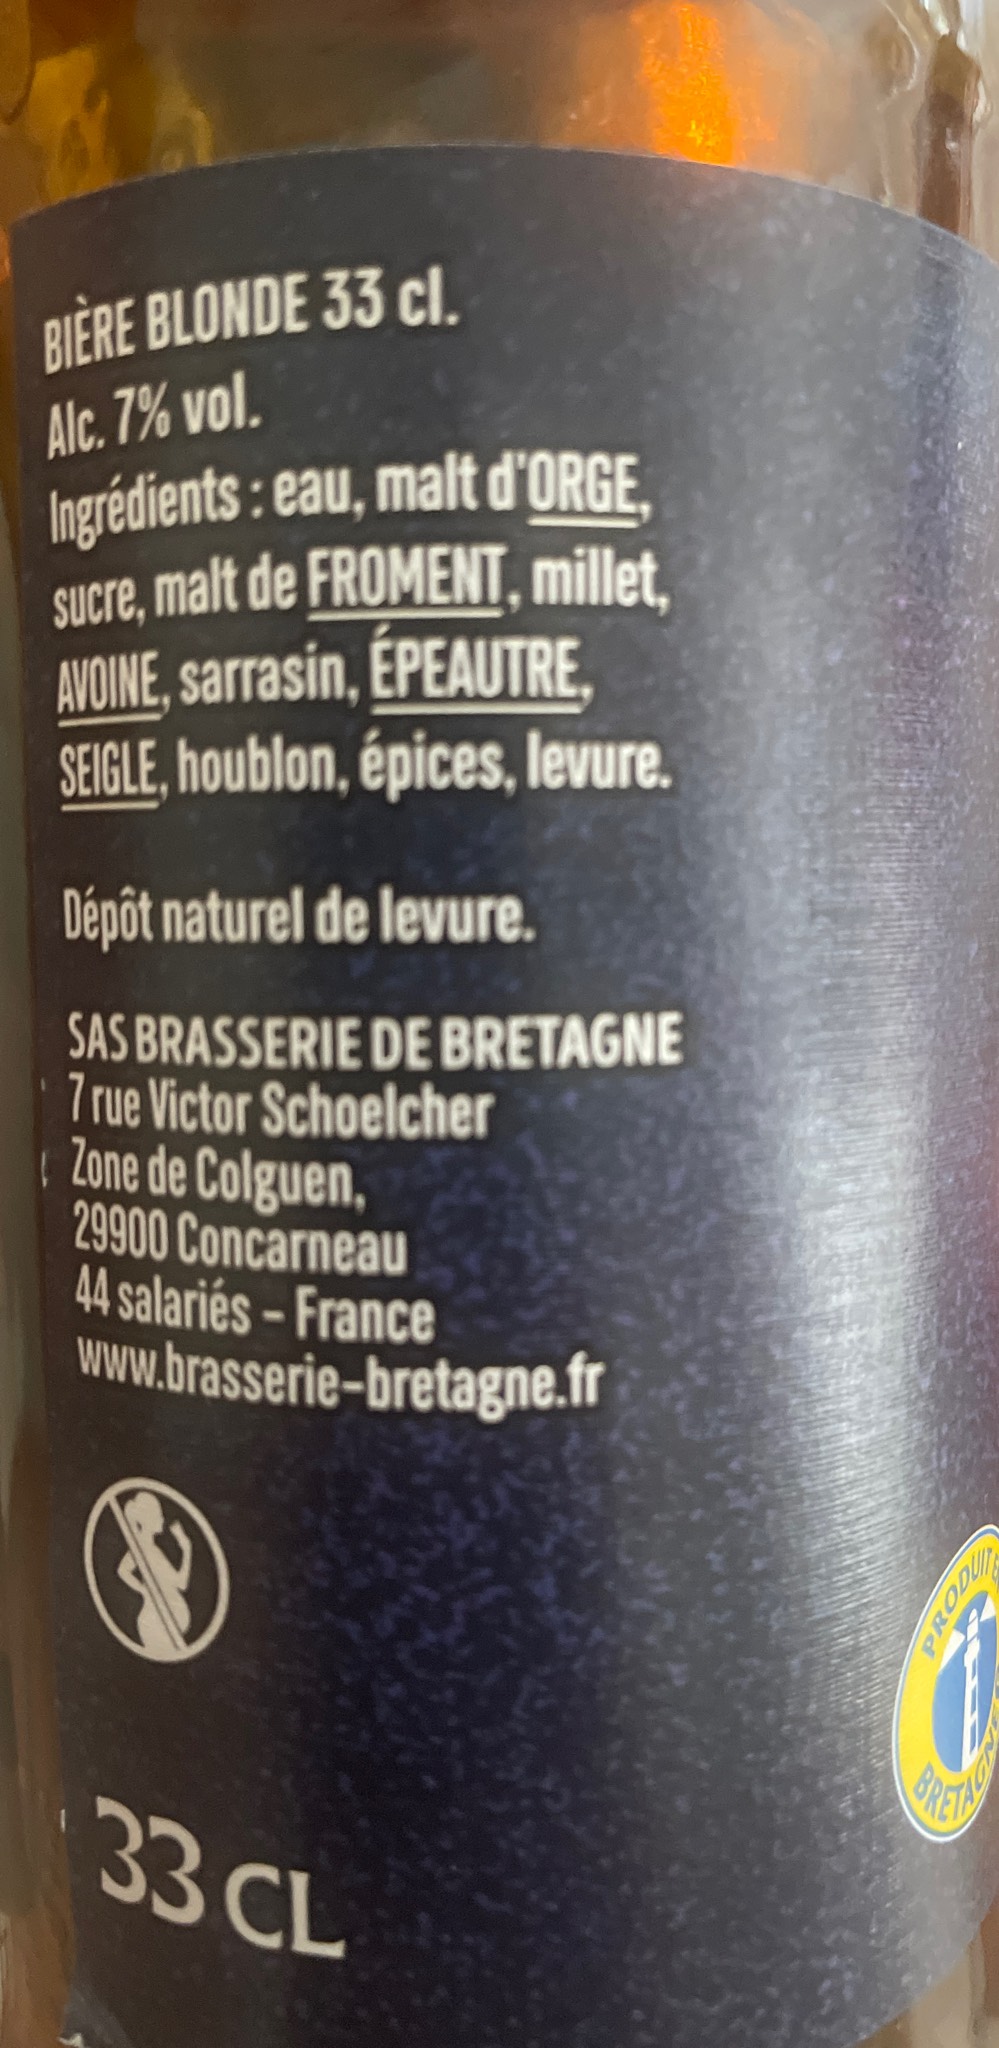 BIÈRE BLONDE 33 cl.
Alc. 7% vol.
Ingrédients : eau, malt d'ORGE,
sucre, malt de FROMENT, millet,
AVOINE, sarrasin, ÉPEAUTRE,
SEIGLE, houblon, épices, levure.
Dépôt naturel de levure.
SAS BRASSERIE DE BRETAGNE
7 rue Victor Schoelcher
Zone de Colguen,
29900 Concarneau
44 salariés – France
www.brasserie-bretagne.fr
PRODUIT
BRETAGNE
33 CL